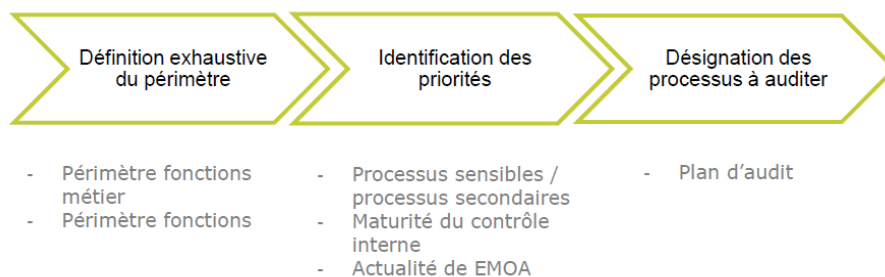 Définition exhaustive
du périmètre
Identification des
priorités
Désignation des
processus à auditer
- Périmètre fonctions
métier
- Périmètre fonctions
- Processus sensibles /
processus secondaires
- Maturité du contrôle
interne
- Actualité de EMOA
- Plan d'audit